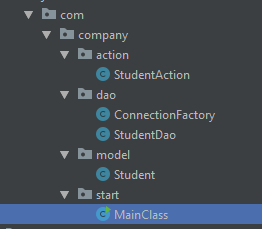 com
company
action
StudentAction
dao
ConnectionFactory
StudentDao
model
Student
start
MainClass